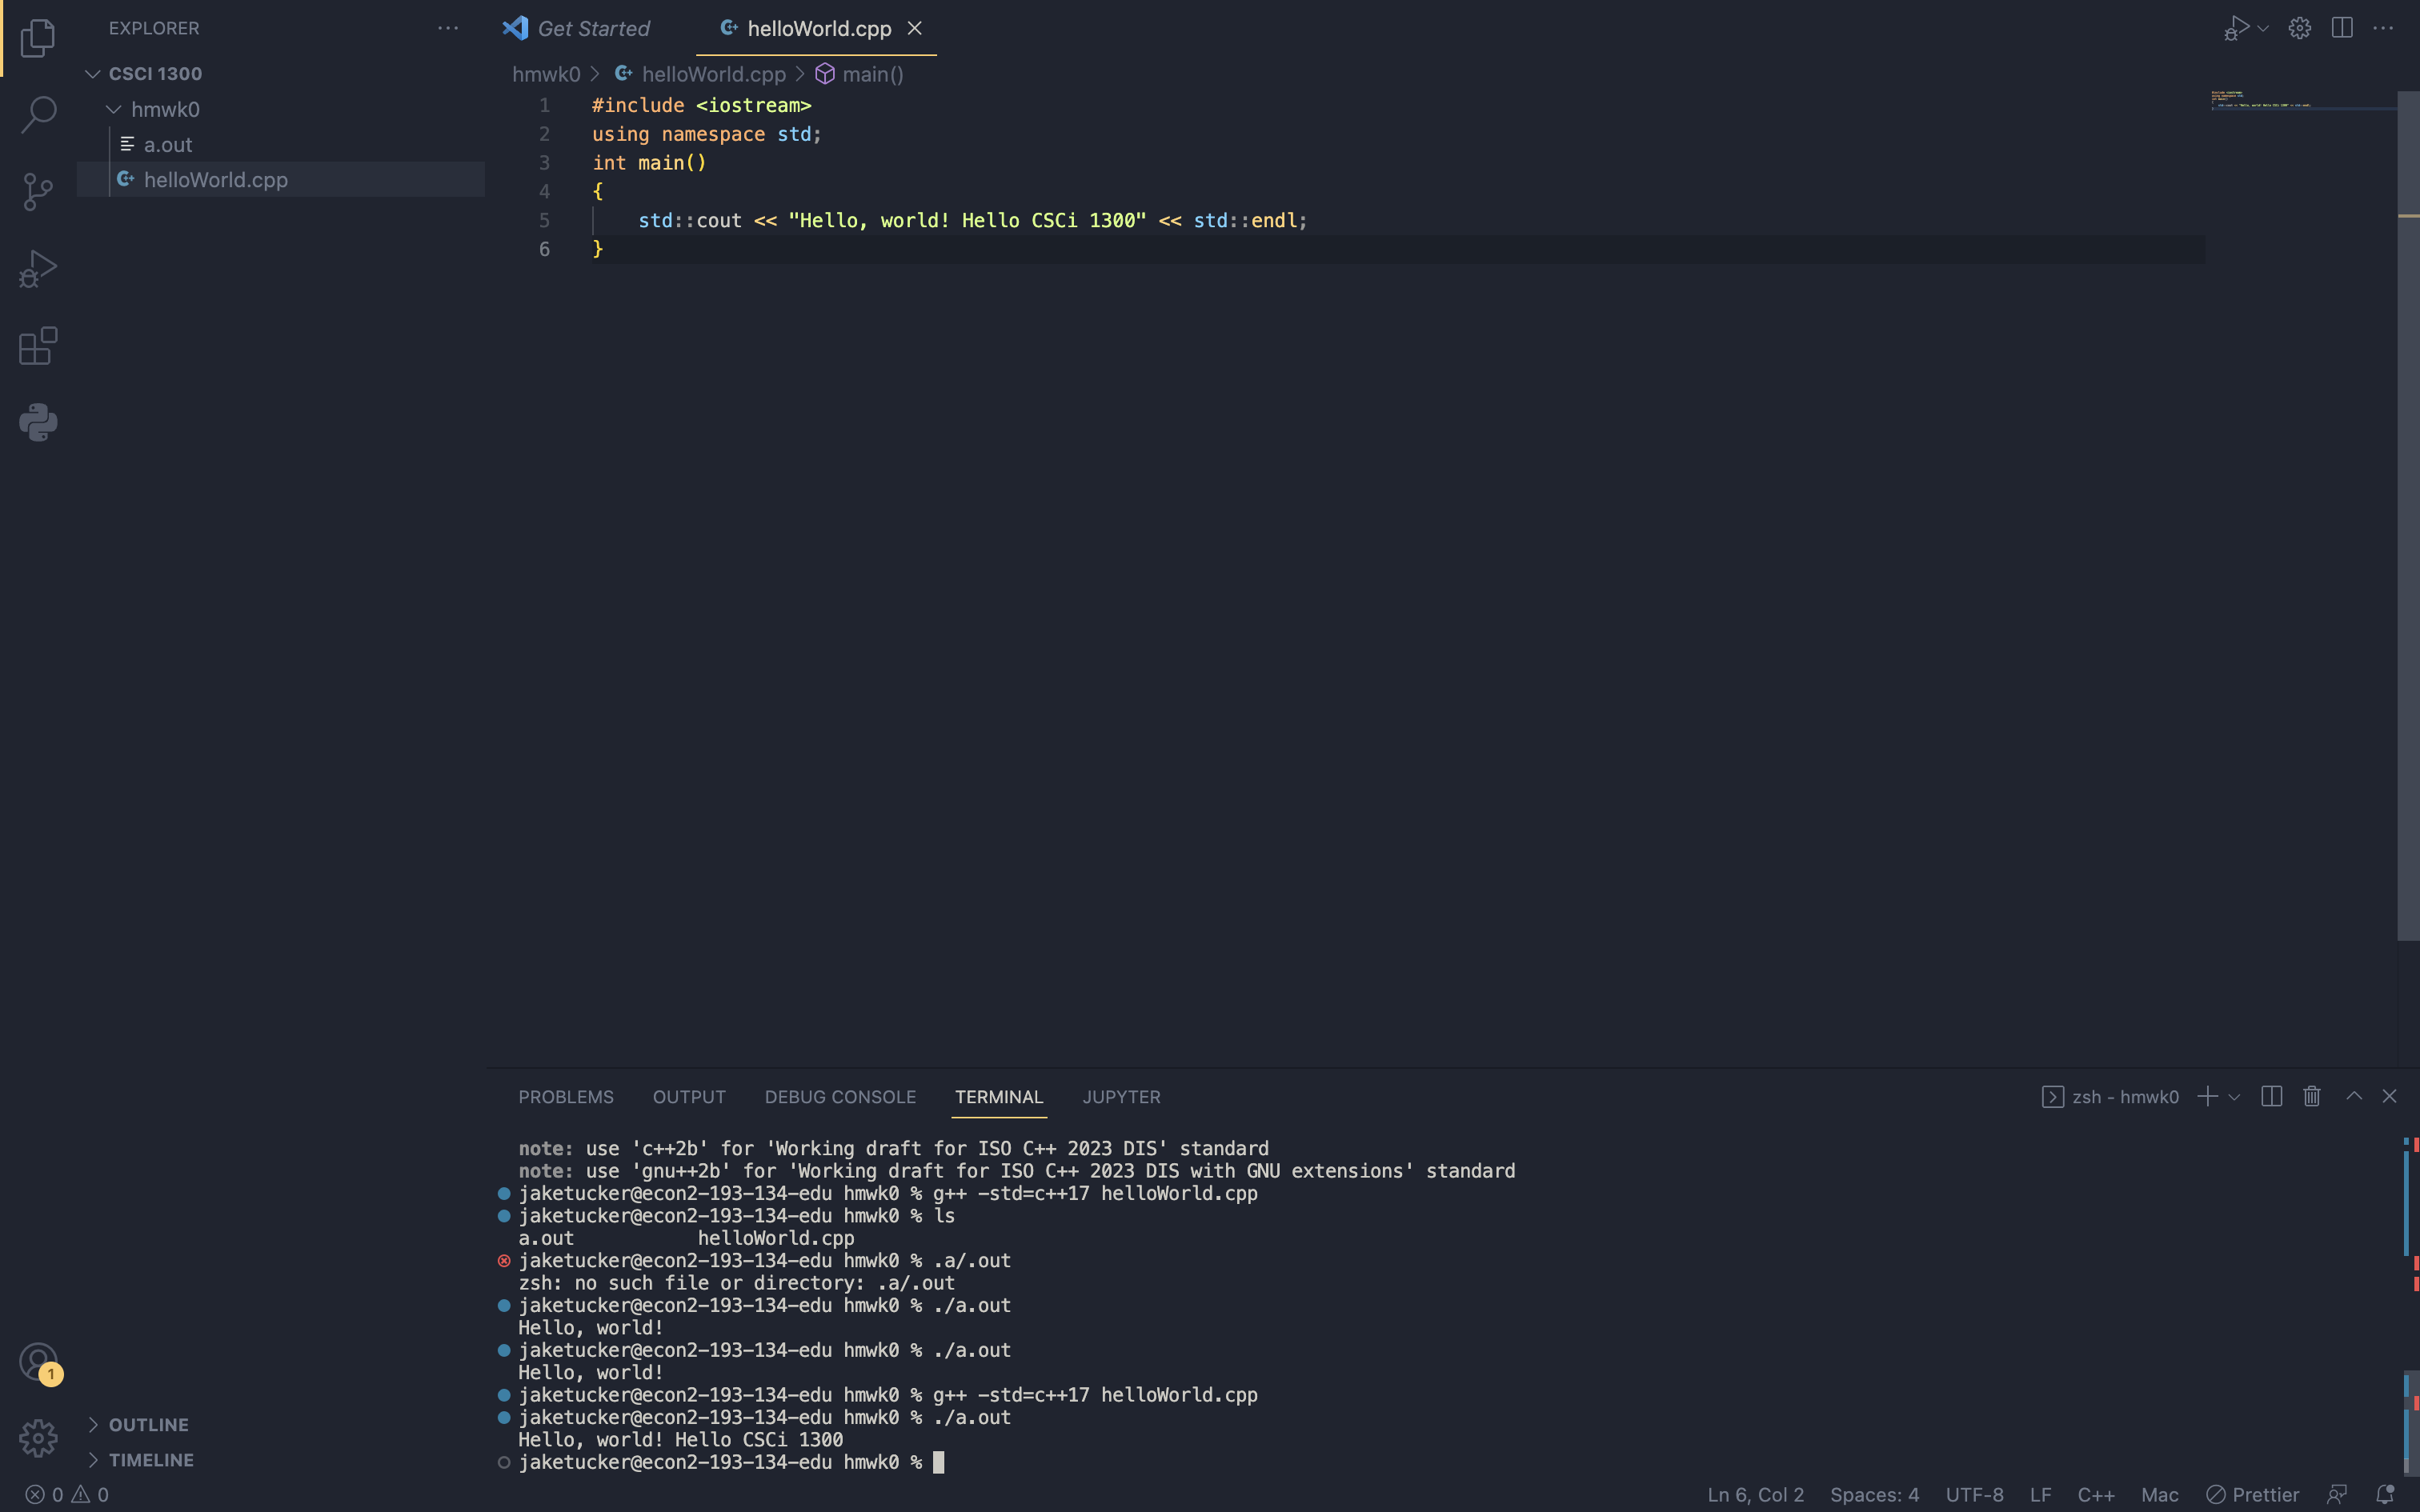 EXPLORER
Get Started
helloWorld.cpp
CSCI 1300
hmwk0
a.out
helloWorld.cpp
hmwk0 > helloWorld.cpp > main()
1 #include <iostream>
2 using namespace std;
3 int main()
4 {
5 std::cout << "Hello, world! Hello CSCi 1300" << std::endl;
6 }
PROBLEMS OUTPUT DEBUG CONSOLE TERMINAL JUPYTER
zsh - hmwk0
note: use 'c++2b' for 'Working draft for ISO C++ 2023 DIS' standard
note: use 'gnu++2b' for 'Working draft for ISO C++ 2023 DIS with GNU extensions' standard
jaketucker@econ2-193-134-edu hmwk0 % g++ -std=c++17 helloWorld.cpp
jaketucker@econ2-193-134-edu hmwk0 % ls
a.out helloWorld.cpp
jaketucker@econ2-193-134-edu hmwk0 % .a/.out
zsh: no such file or directory: .a/.out
jaketucker@econ2-193-134-edu hmwk0 % ./a.out
Hello, world!
jaketucker@econ2-193-134-edu hmwk0 % ./a.out
Hello, world!
jaketucker@econ2-193-134-edu hmwk0 % g++ -std=c++17 helloWorld.cpp
jaketucker@econ2-193-134-edu hmwk0 % ./a.out
Hello, world! Hello CSCi 1300
jaketucker@econ2-193-134-edu hmwk0 %
1
OUTLINE
TIMELINE
0 0
Ln 6, Col 2 Spaces: 4 UTF-8 LF C++ Mac Prettier